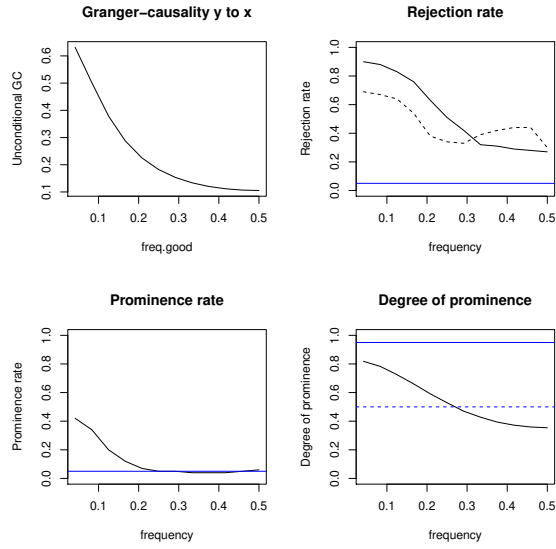 Granger−causality y to x
Unconditional GC
0.1 0.2 0.3 0.4 0.5 0.6
0.1 0.2 0.3 0.4 0.5
freq.good
Rejection rate
Rejection rate
0.0 0.2 0.4 0.6 0.8 1.0
0.1 0.2 0.3 0.4 0.5
frequency
Prominence rate
Prominence rate
0.0 0.2 0.4 0.6 0.8 1.0
0.1 0.2 0.3 0.4 0.5
frequency
Degree of prominence
Degree of prominence
0.0 0.2 0.4 0.6 0.8 1.0
0.1 0.2 0.3 0.4 0.5
frequency